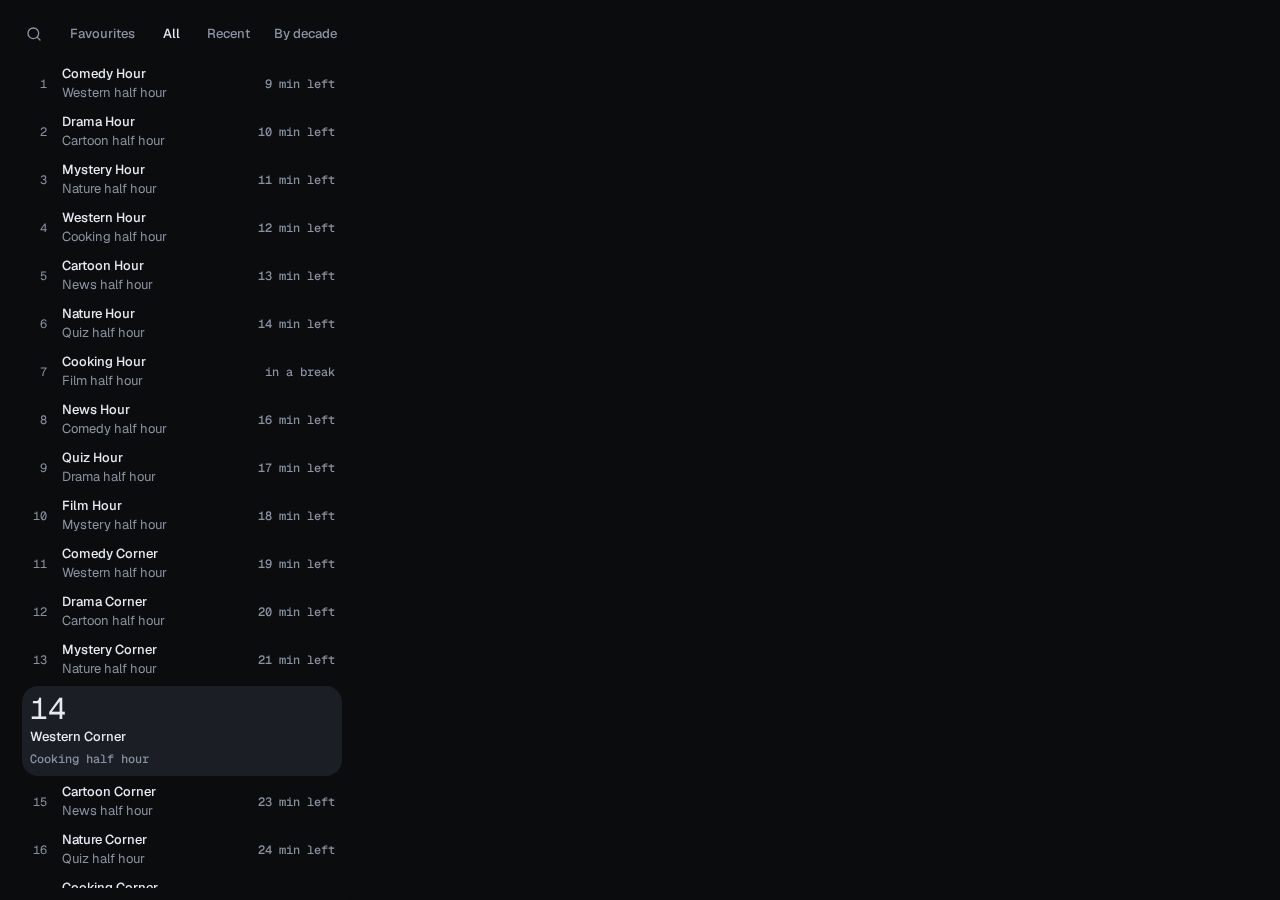 Favourites All Recent By decade
1 Comedy Hour 9 min left
Western half hour
2 Drama Hour 10 min left
Cartoon half hour
3 Mystery Hour 11 min left
Nature half hour
4 Western Hour 12 min left
Cooking half hour
5 Cartoon Hour 13 min left
News half hour
6 Nature Hour 14 min left
Quiz half hour
7 Cooking Hour in a break
Film half hour
8 News Hour 16 min left
Comedy half hour
9 Quiz Hour 17 min left
Drama half hour
10 Film Hour 18 min left
Mystery half hour
11 Comedy Corner 19 min left
Western half hour
12 Drama Corner 20 min left
Cartoon half hour
13 Mystery Corner 21 min left
Nature half hour
14
Western Corner
Cooking half hour
15 Cartoon Corner 23 min left
News half hour
16 Nature Corner 24 min left
Quiz half hour
Cooking Corner